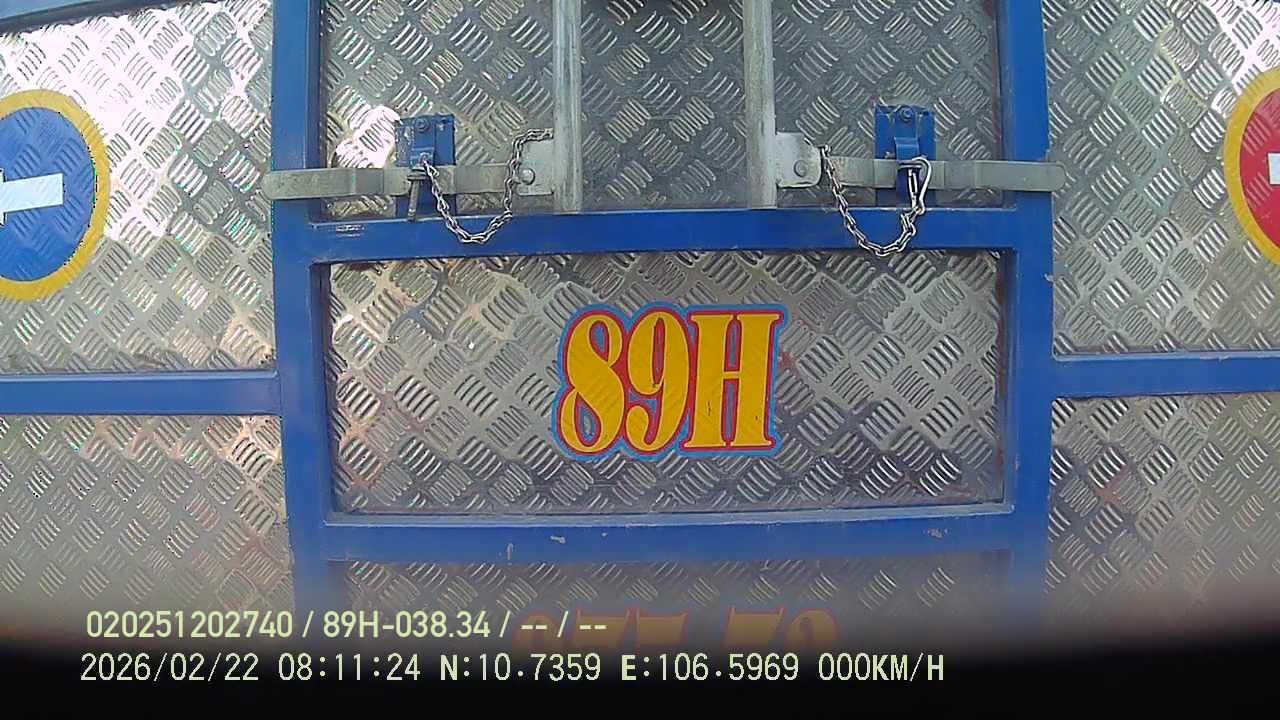 89H
020251202740 / 89H-038.34 / -- / --
2026/02/22 08:11:24 N:10.7359 E:106.5969 000KM/H